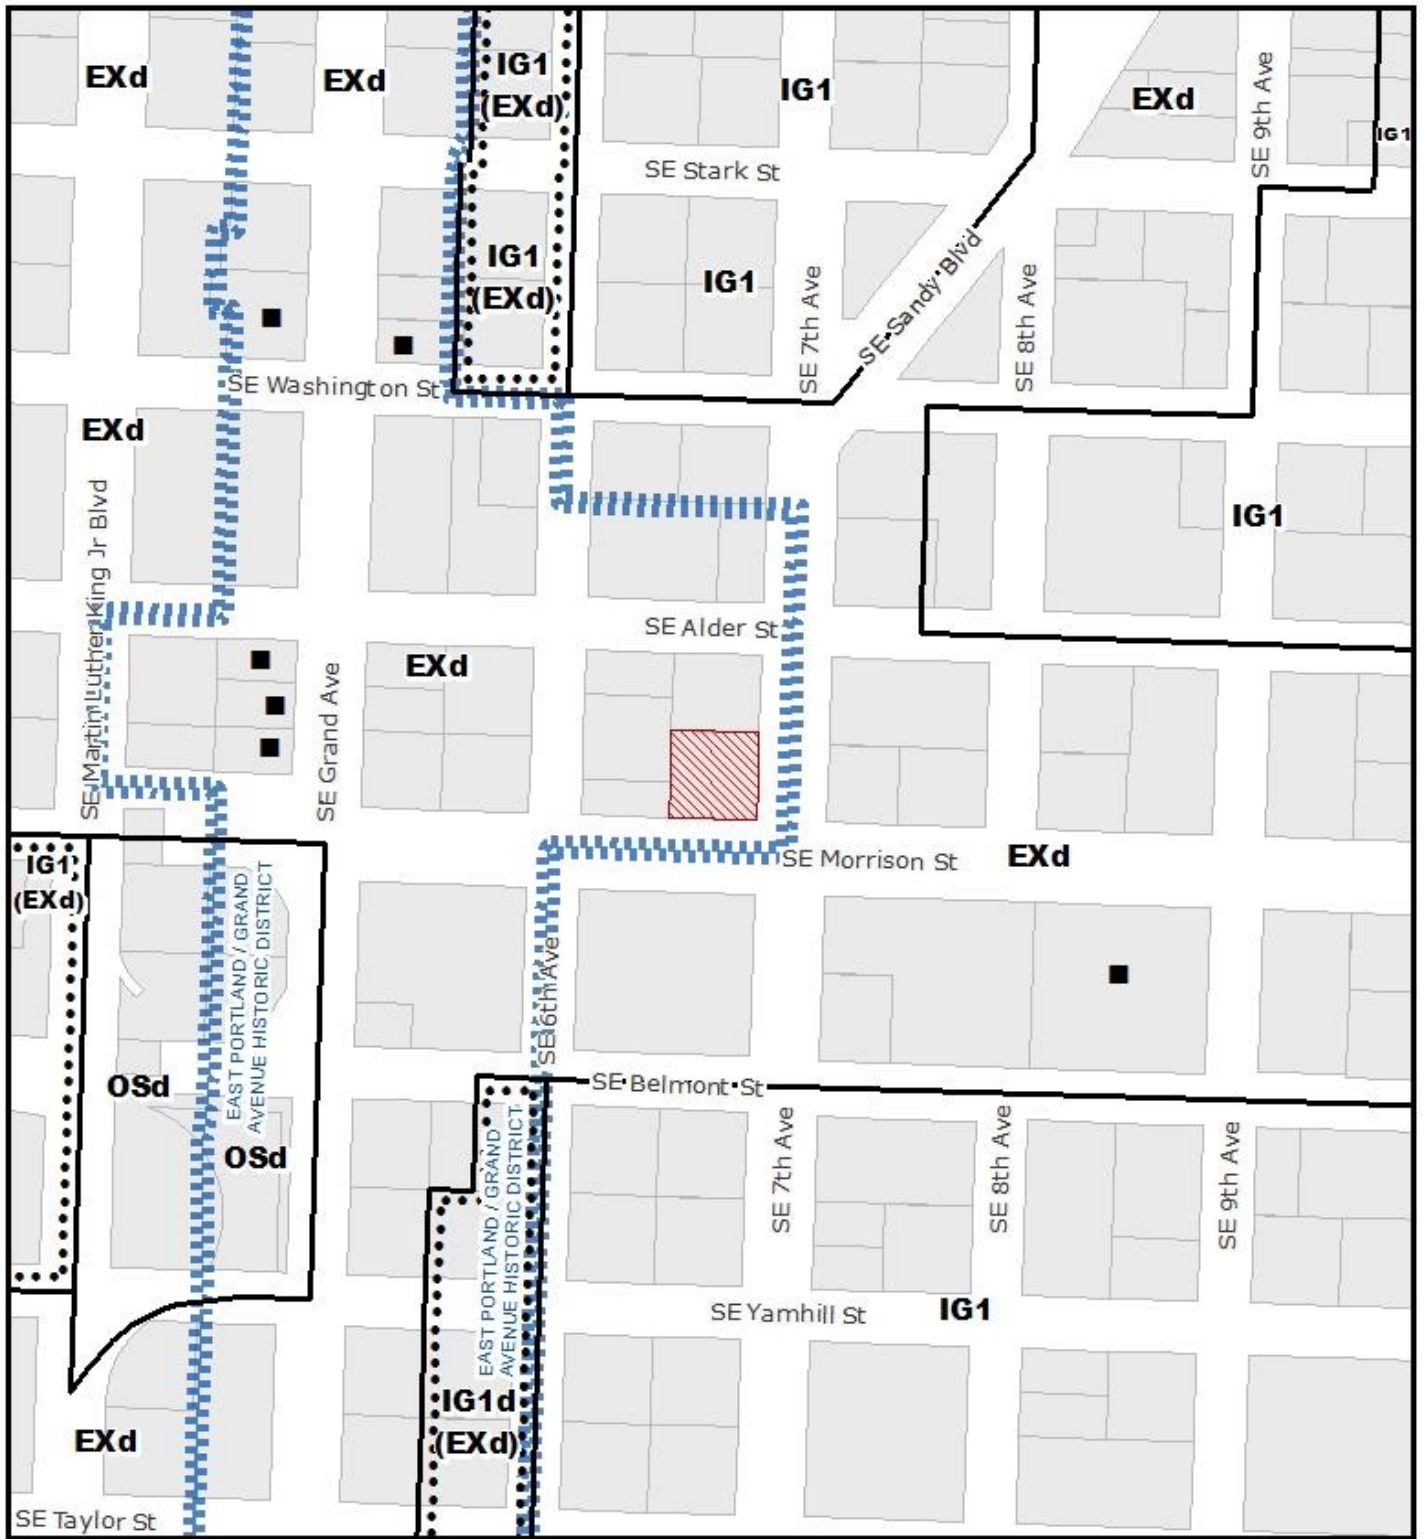 EXd
EXd
IG1
(EXd)
IG1
EXd
SE 9th Ave
IG1
SE Stark St
IG1
(EXd)
IG1
SE 7th Ave
SE Sandy Blvd
SE 8th Ave
SE Washington St
EXd
SE Martin Luther King Jr Blvd
IG1
SE Alder St
EXd
SE Grand Ave
SE Morrison St
EXd
IG1
(EXd)
EAST PORTLAND / GRAND
AVENUE HISTORIC DISTRICT
SE 6th Ave
OSd
SE Belmont St
OSd
EAST PORTLAND / GRAND
AVENUE HISTORIC DISTRICT
SE 7th Ave
SE 8th Ave
SE 9th Ave
SE Yamhill St
IG1
IG1d
(EXd)
EXd
SE Taylor St